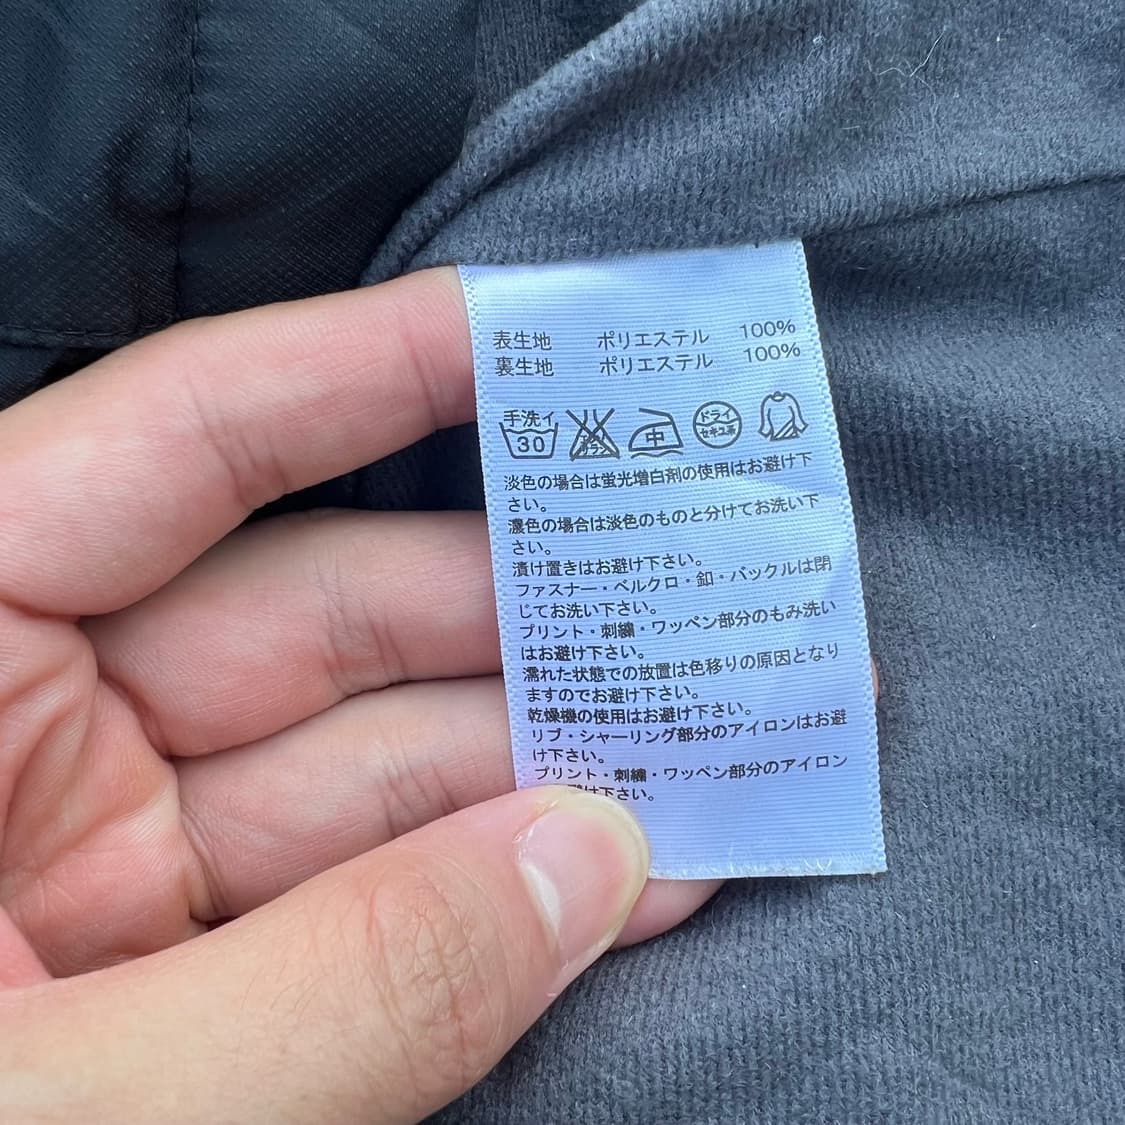 表生地 ポリエステル 100%
裏生地 ポリエステル 100%
手洗イ 30 中 ドライ セキユ系
淡色の場合は蛍光増白剤の使用はお避け下
さい。
濃色の場合は淡色のものと分けてお洗い下
さい。
漬け置きはお避け下さい。
ファスナー・ベルクロ・釦・バックルは閉
じてお洗い下さい。
プリント・刺繍・ワッペン部分のもみ洗い
はお避け下さい。
濡れた状態での放置は色移りの原因となり
ますのでお避け下さい。
乾燥機の使用はお避け下さい。
リブ・シャーリング部分のアイロンはお避
け下さい。
プリント・刺繍・ワッペン部分のアイロン
避け下さい。